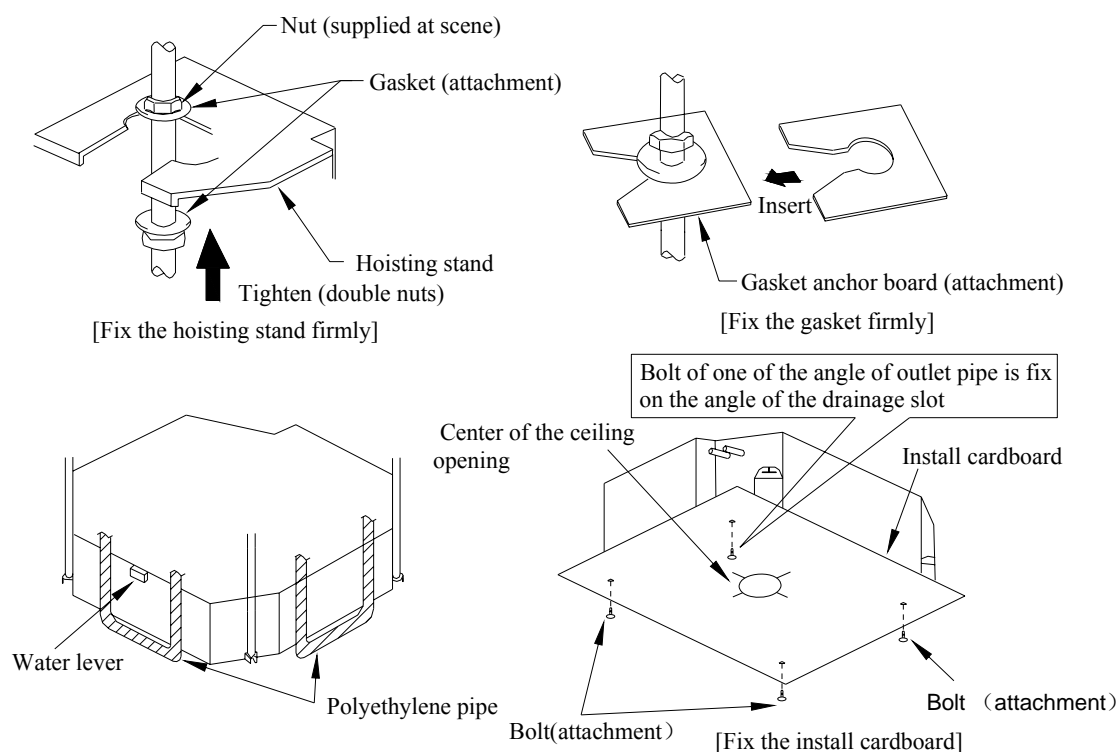 Nut (supplied at scene)
Gasket (attachment)
Hoisting stand
Tighten (double nuts)
[Fix the hoisting stand firmly]
Insert
Gasket anchor board (attachment)
[Fix the gasket firmly]
Water lever
Polyethylene pipe
Bolt of one of the angle of outlet pipe is fix
on the angle of the drainage slot
Center of the ceiling
opening
Install cardboard
Bolt(attachment）
Bolt （attachment）
[Fix the install cardboard]